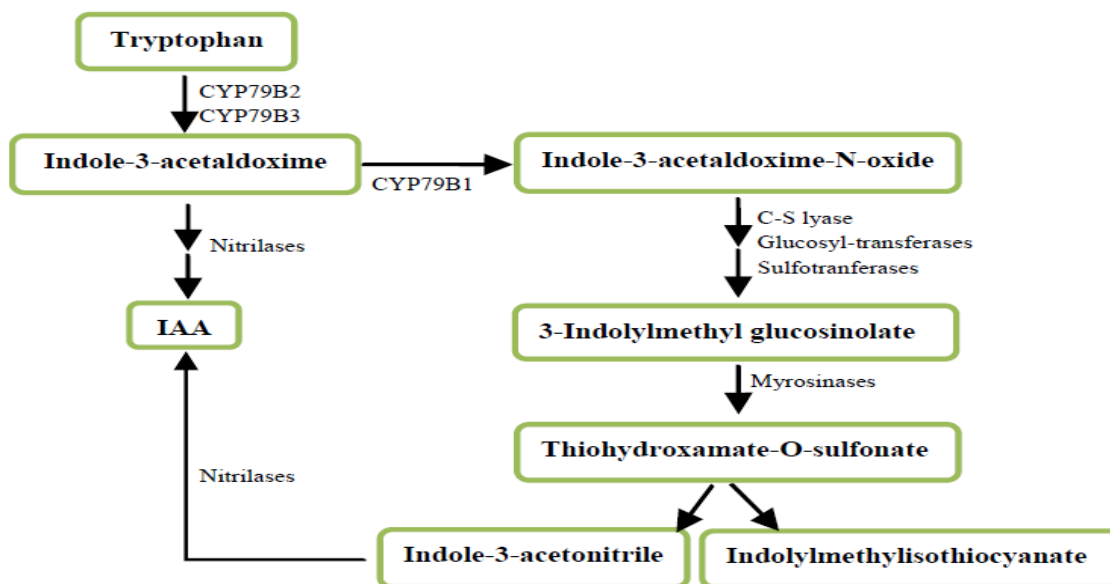 Tryptophan
CYP79B2
CYP79B3
Indole-3-acetaldoxime
Indole-3-acetaldoxime-N-oxide
CYP79B1
C-S lyase
Nitrilases
Glucosyl-transferases
Sulfotranferases
IAA
3-Indolylmethyl glucosinolate
Myrosinases
Thiohydroxamate-O-sulfonate
Nitrilases
Indole-3-acetonitrile
Indolylmethylisothiocyanate